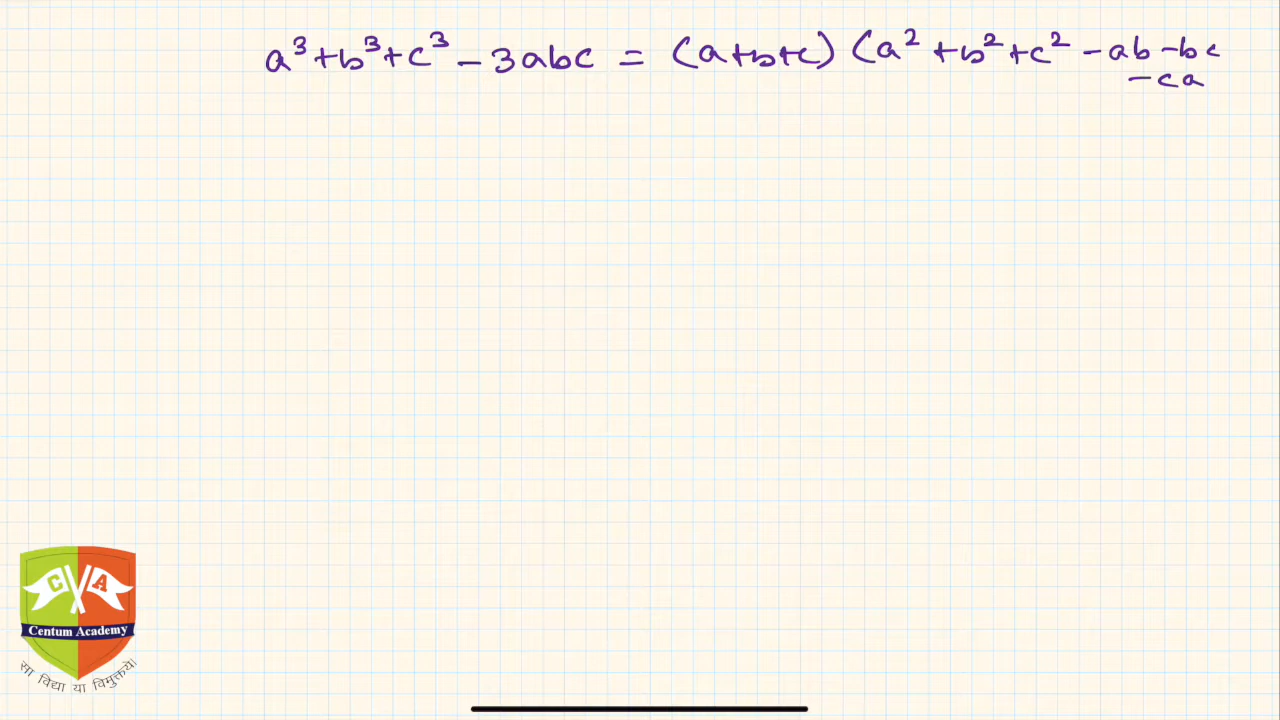 a³+b³+c³-3abc = (a+b+c) (a²+b²+c²-ab-bc
-ca
C A
Centum Academy
सा विद्या या विमुक्तये